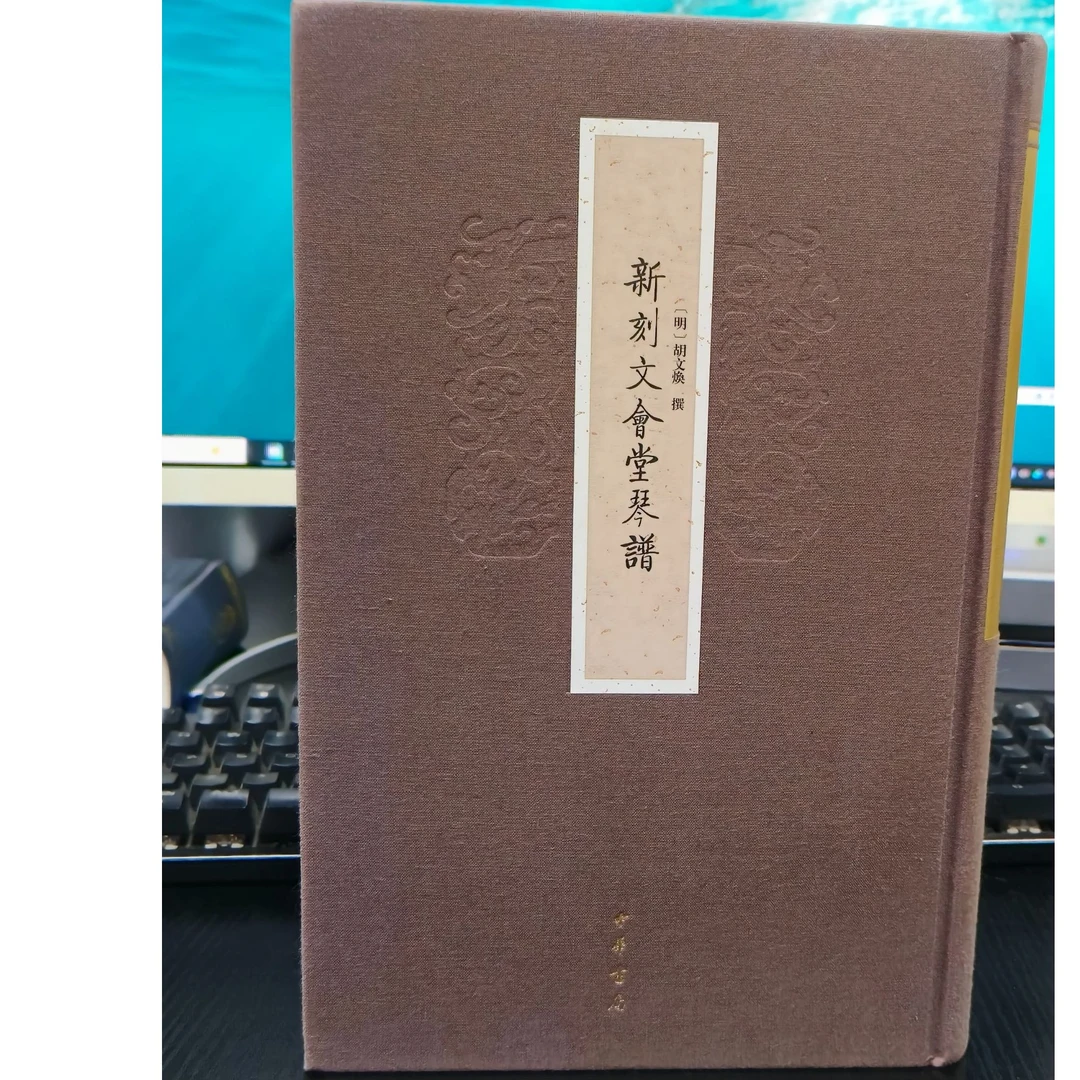 新刻文會堂琴譜
〔明〕胡文煥 撰
中華書局